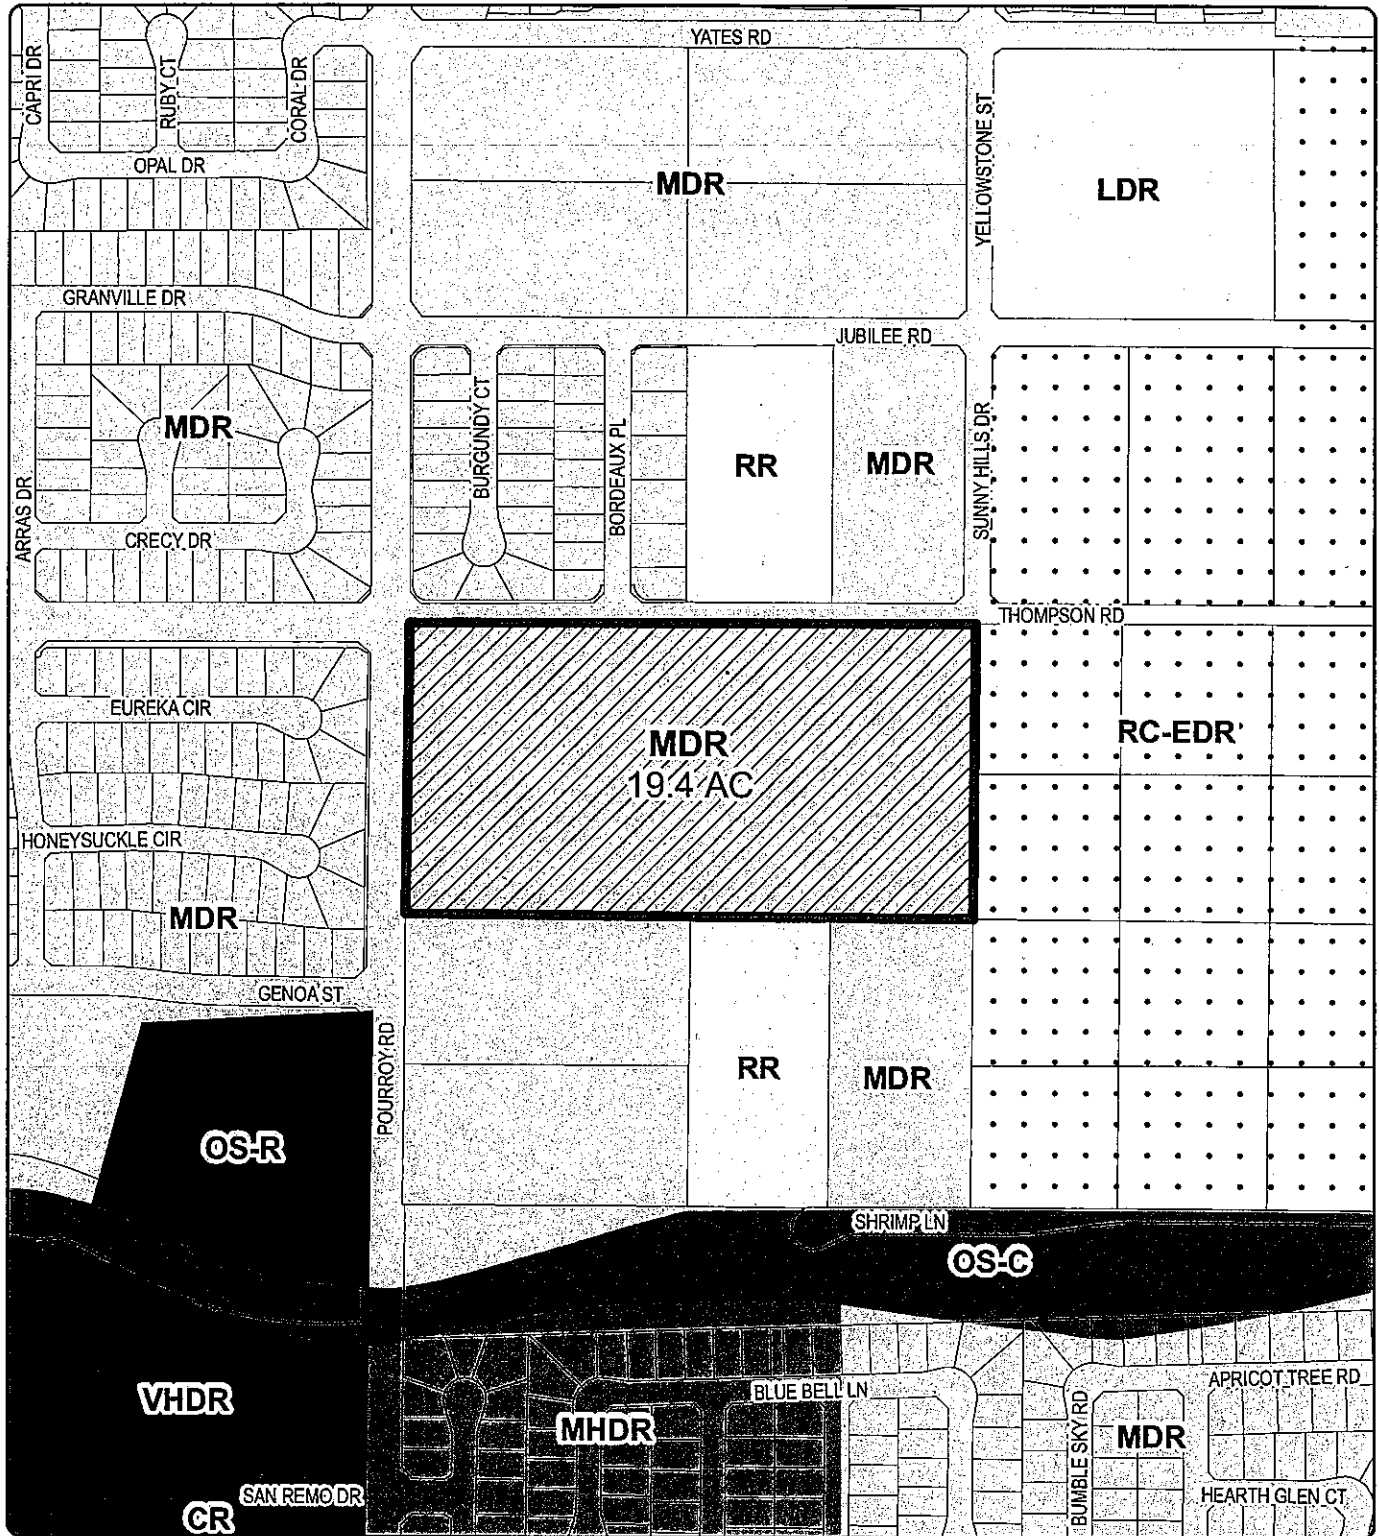 YATES RD
CAPRI DR
RUBY CT
CORAL DR
OPAL DR
MDR
YELLOWSTONE ST
LDR
GRANVILLE DR
JUBILEE RD
MDR
BURGUNDY CT
BORDEAUX PL
RR
MDR
SUNNY HILLS DR
ARRAS DR
CRECY DR
THOMPSON RD
EUREKA CIR
MDR
19.4 AC
RC-EDR
HONEYSUCKLE CIR
MDR
GENOA ST
POURROY RD
RR
MDR
OS-R
SHRIMP LN
OS-C
VHDR
BLUE BELL LN
APRICOT TREE RD
MHDR
BUMBLE SKY RD
MDR
SAN REMO DR
HEARTH GLEN CT
CR